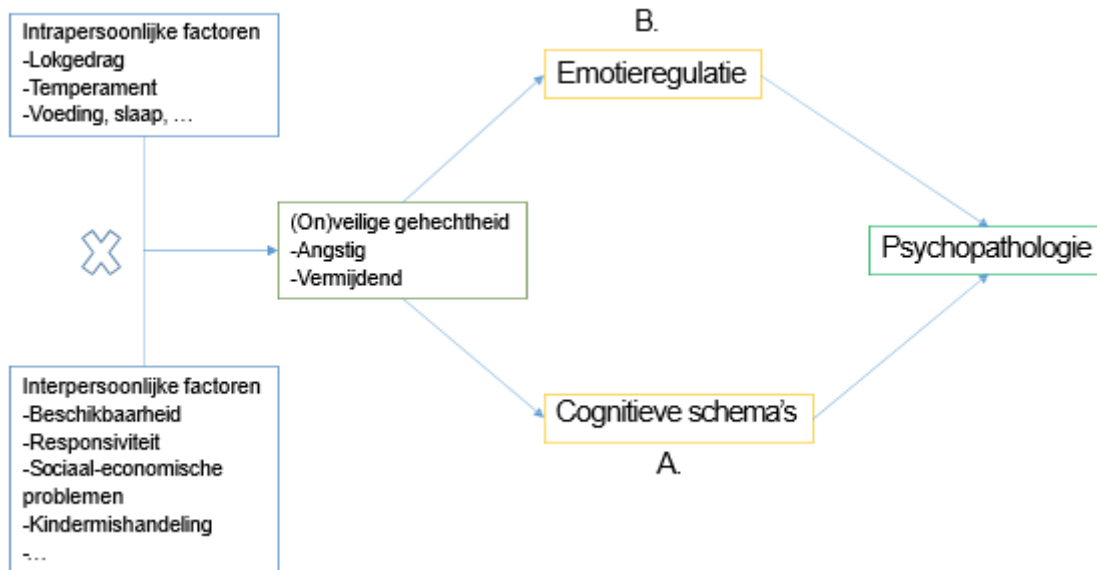 Intrapersoonlijke factoren
-Lokgedrag
-Temperament
-Voeding, slaap, …
B.
Emotieregulatie
(On)veilige gehechtheid
-Angstig
-Vermijdend
Psychopathologie
Interpersoonlijke factoren
-Beschikbaarheid
-Responsiviteit
-Sociaal-economische
problemen
-Kindermishandeling
-…
Cognitieve schema's
A.